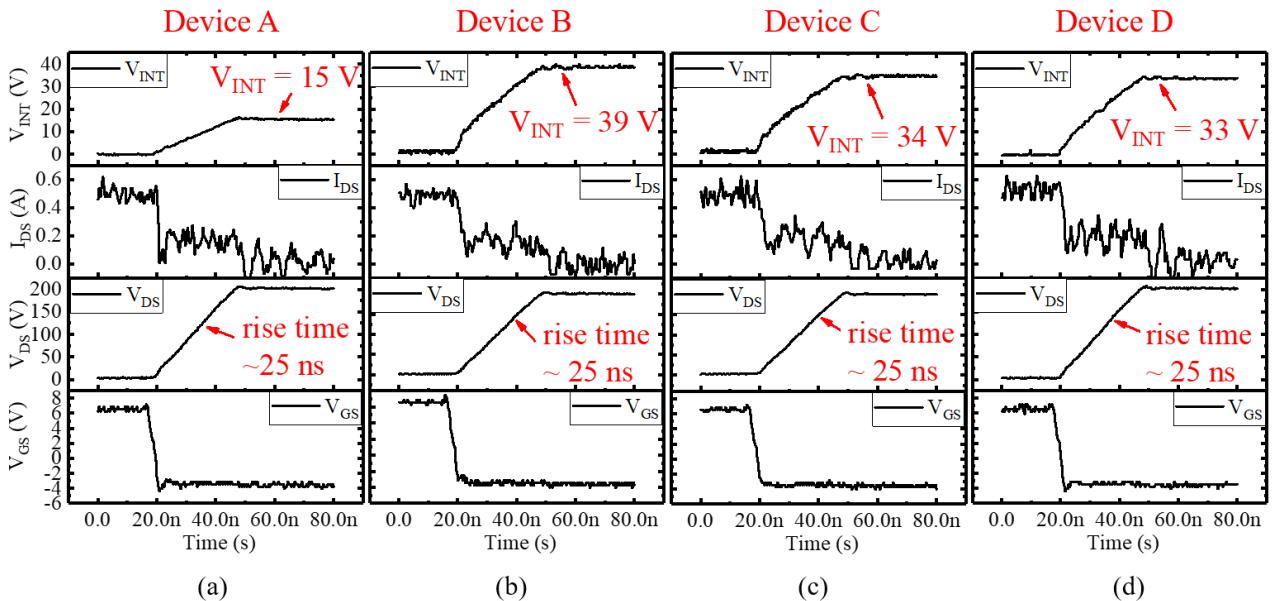 Device A
Device B
Device C
Device D
V_INT (V)
40
30
20
10
0
V_INT
V_INT = 15 V
V_INT
V_INT = 39 V
V_INT
V_INT = 34 V
V_INT
V_INT = 33 V
I_DS (A)
0.6
0.4
0.2
0.0
I_DS
I_DS
I_DS
I_DS
V_DS (V)
200
150
100
50
0
V_DS
rise time
~25 ns
V_DS
rise time
~ 25 ns
V_DS
rise time
~ 25 ns
V_DS
rise time
~ 25 ns
V_GS (V)
8
6
4
2
0
-2
-4
-6
V_GS
V_GS
V_GS
V_GS
0.0 20.0n 40.0n 60.0n 80.0n
0.0 20.0n 40.0n 60.0n 80.0n
0.0 20.0n 40.0n 60.0n 80.0n
0.0 20.0n 40.0n 60.0n 80.0n
Time (s)
Time (s)
Time (s)
Time (s)
(a)
(b)
(c)
(d)